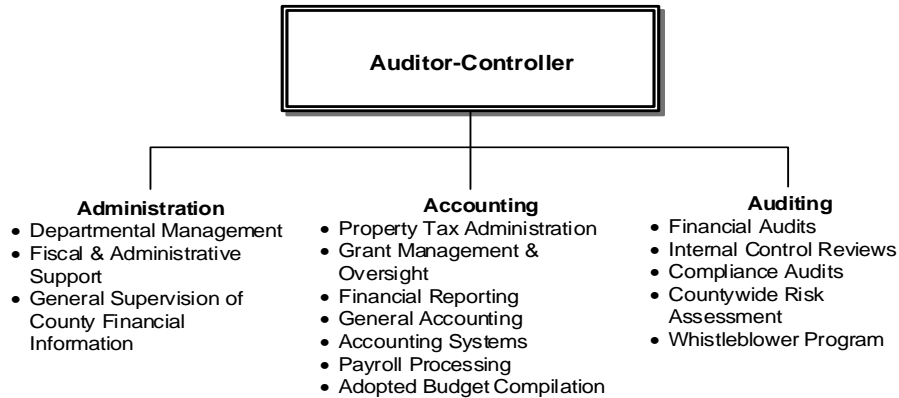 Auditor-Controller
Administration
• Departmental Management
• Fiscal & Administrative
Support
• General Supervision of
County Financial
Information
Accounting
• Property Tax Administration
• Grant Management &
Oversight
• Financial Reporting
• General Accounting
• Accounting Systems
• Payroll Processing
• Adopted Budget Compilation
Auditing
• Financial Audits
• Internal Control Reviews
• Compliance Audits
• Countywide Risk
Assessment
• Whistleblower Program